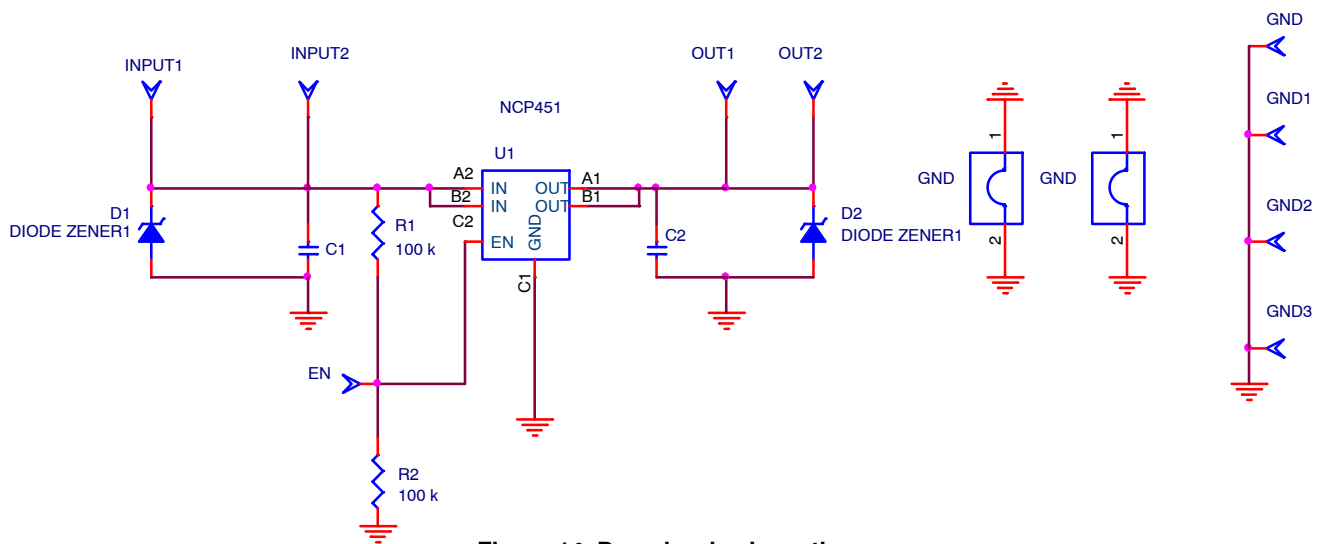 INPUT1
INPUT2
OUT1
OUT2
GND
GND1
GND2
GND3
NCP451
U1
A2
B2
C2
IN
IN
EN
OUT
OUT
GND
A1
B1
C1
D1
DIODE ZENER1
C1
R1
100 k
C2
D2
DIODE ZENER1
GND
1
2
GND
1
2
EN
R2
100 k